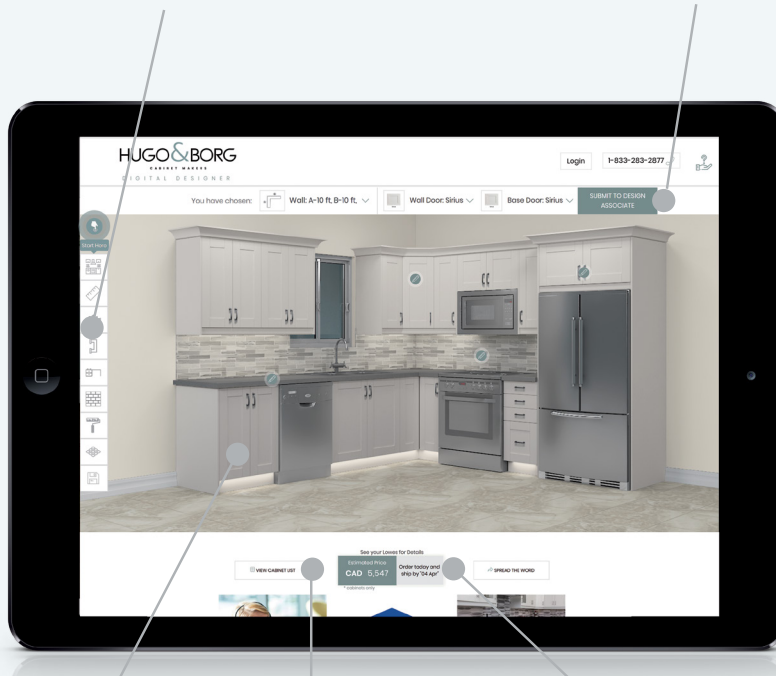 HUGO&BORG
CABINET MAKERS
DIGITAL DESIGNER
Login
1-833-283-2877
You have chosen:
Wall: A-10 ft, B-10 ft,
Wall Door: Sirius
Base Door: Sirius
SUBMIT TO DESIGN
ASSOCIATE
Start Here
See your Lowes for Details
VIEW CABINET LIST
Estimated Price
CAD 5,547
Order today and
ship by "04 Apr"
SPREAD THE WORD
* cabinets only